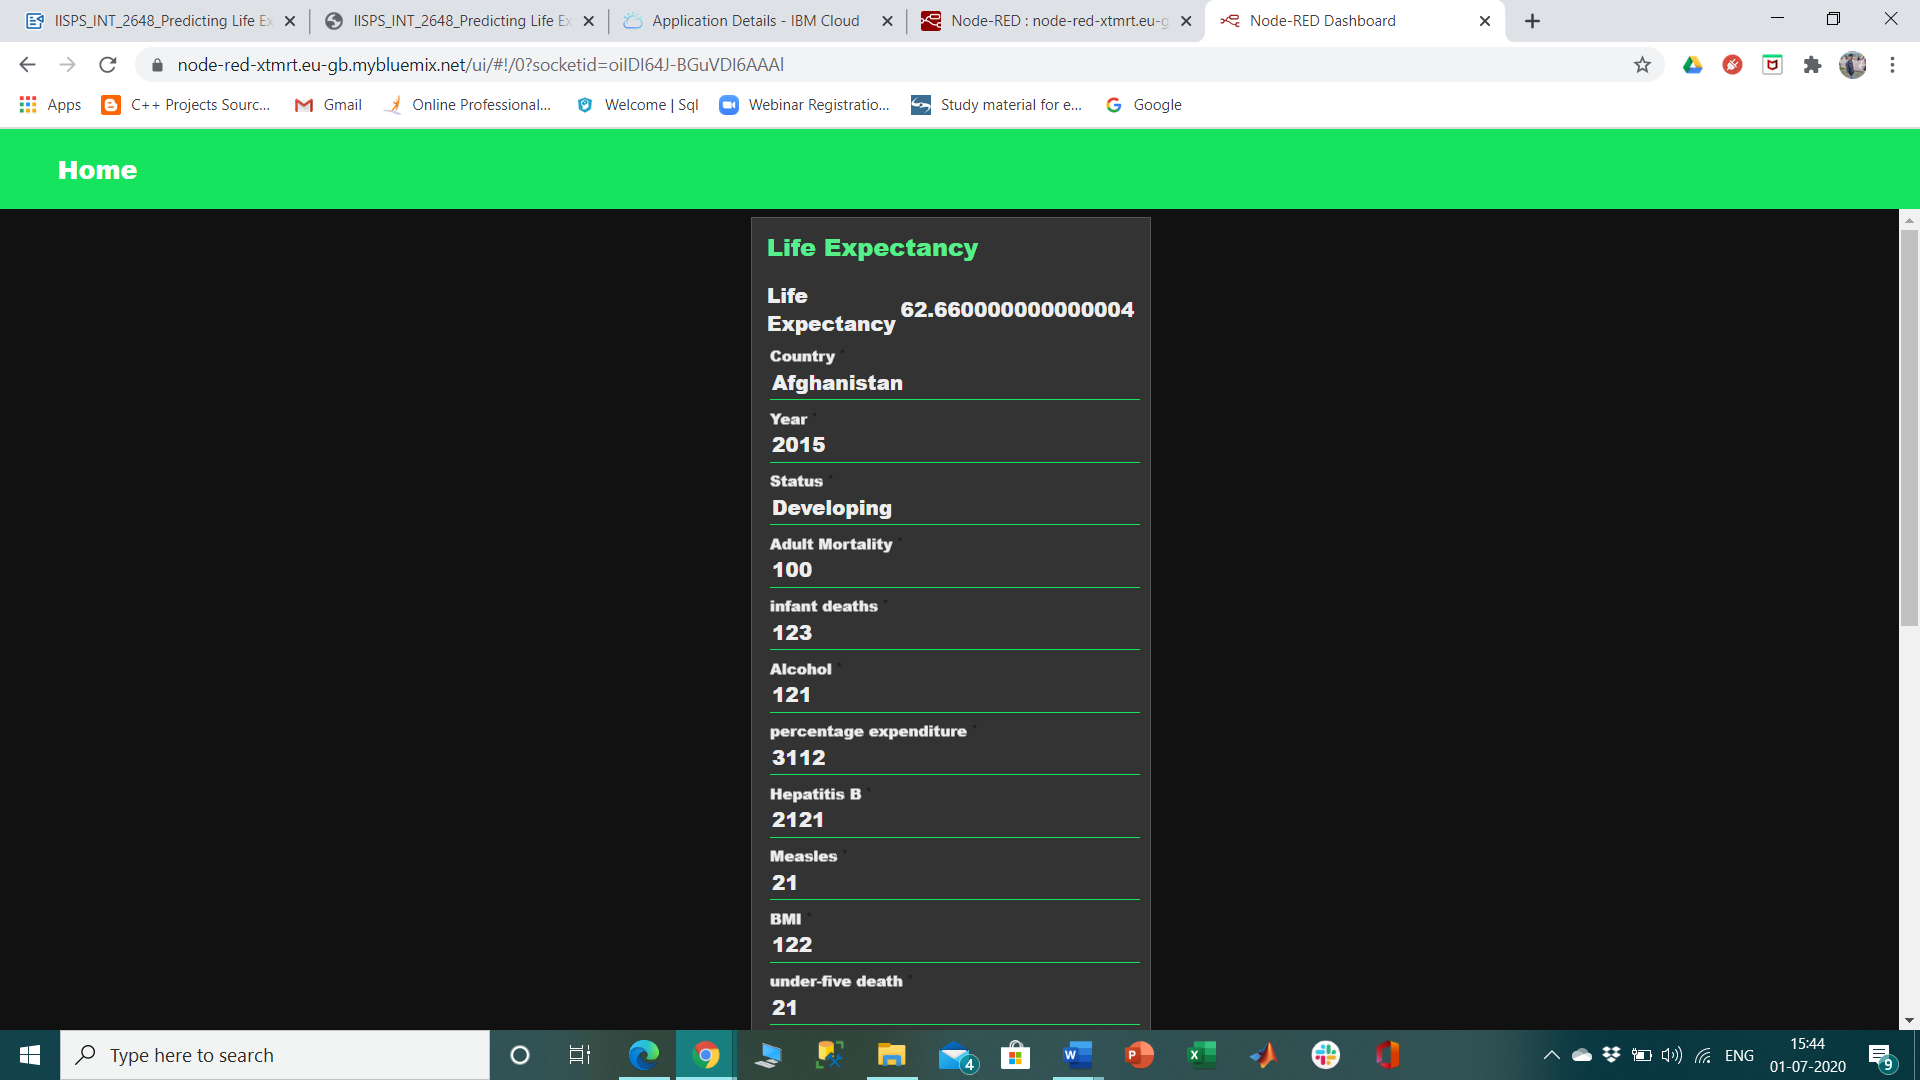 IISPS_INT_2648_Predicting Life Ex
IISPS_INT_2648_Predicting Life Ex
Application Details - IBM Cloud
Node-RED : node-red-xtmrt.eu-g
Node-RED Dashboard
node-red-xtmrt.eu-gb.mybluemix.net/ui/#!/0?socketid=oiIDI64J-BGuVDI6AAAl
Apps
C++ Projects Sourc...
Gmail
Online Professional...
Welcome | Sql
Webinar Registratio...
Study material for e...
Google
Home
Life Expectancy
Life
Expectancy
62.660000000000004
Country *
Afghanistan
Year *
2015
Status *
Developing
Adult Mortality *
100
infant deaths *
123
Alcohol *
121
percentage expenditure *
3112
Hepatitis B *
2121
Measles *
21
BMI *
122
under-five death *
21
Type here to search
4
ENG
15:44
01-07-2020
9